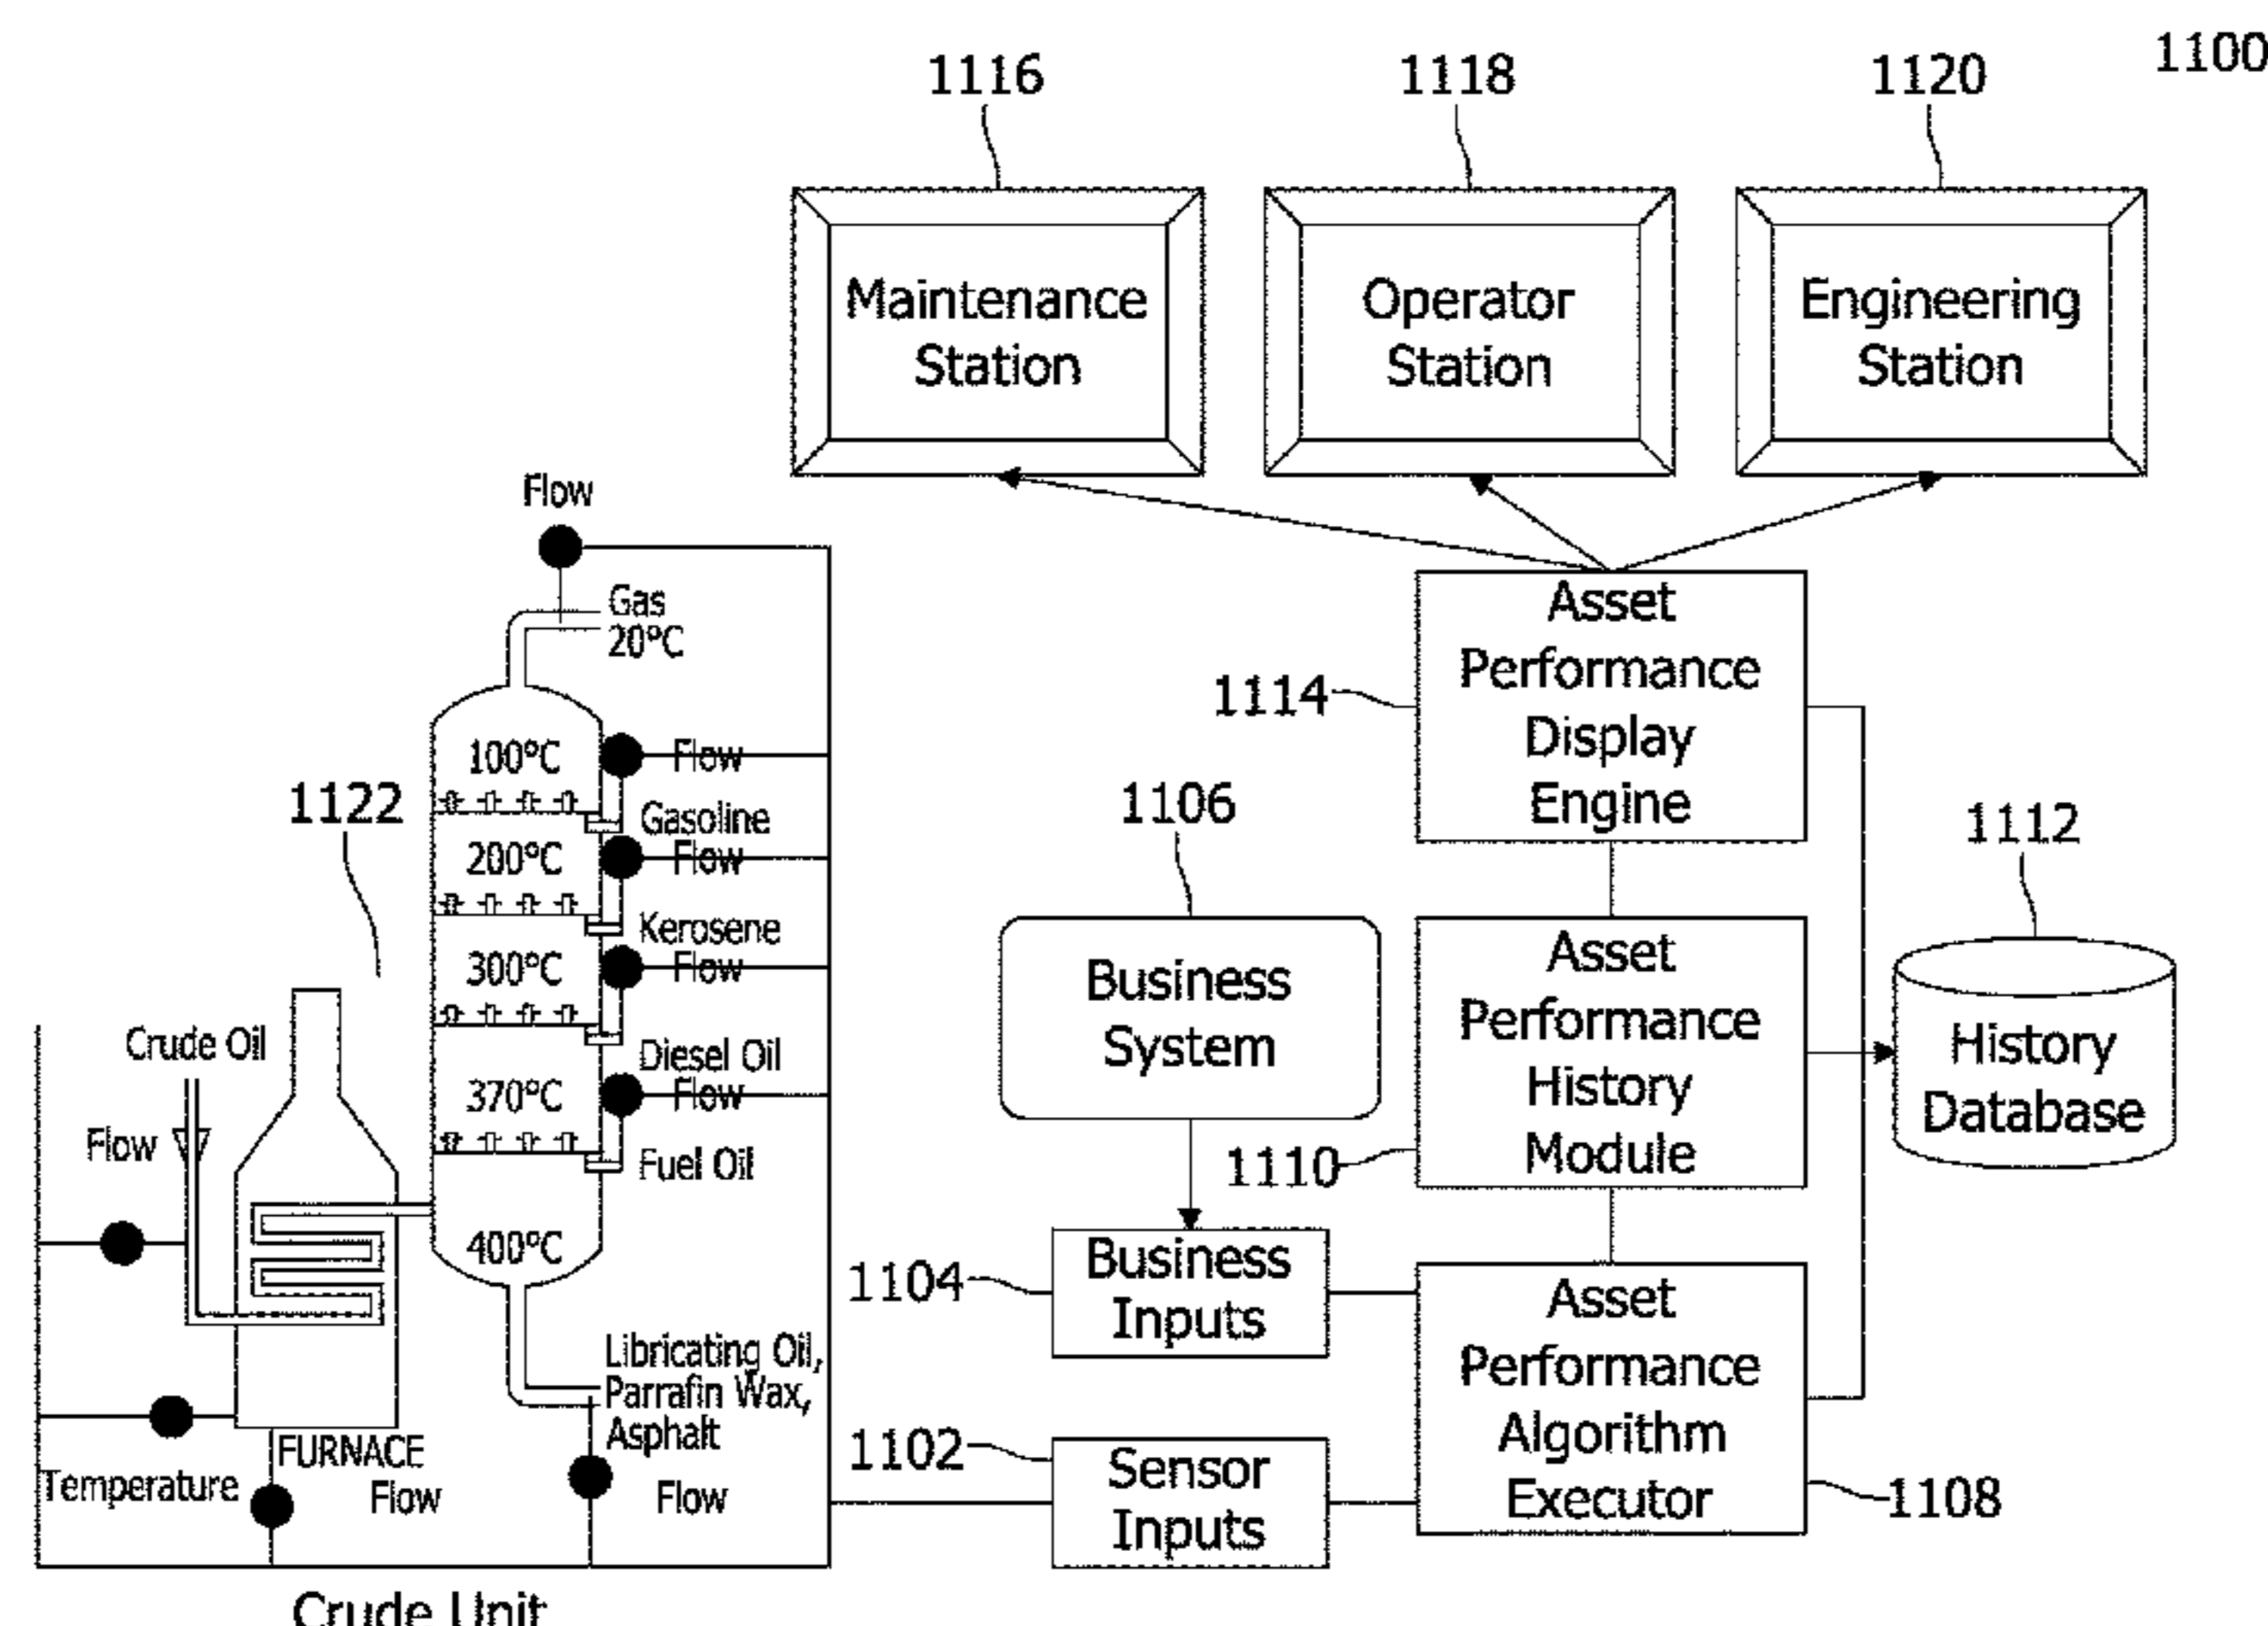 1100
1116
1118
1120
Maintenance
Station
Operator
Station
Engineering
Station
Flow
Gas
20°C
Asset
Performance
Display
Engine
1114
100°C
Flow
1122
Gasoline
200°C
Flow
1106
1112
Kerosene
300°C
Flow
Business
System
Asset
Performance
History
Module
1110
History
Database
Crude Oil
Diesel Oil
370°C
Flow
Flow
Fuel Oil
400°C
1104
Business
Inputs
Asset
Performance
Algorithm
Executor
1108
Libricating Oil,
Parrafin Wax,
Asphalt
1102
Sensor
Inputs
FURNACE
Temperature
Flow
Flow
Crude Unit